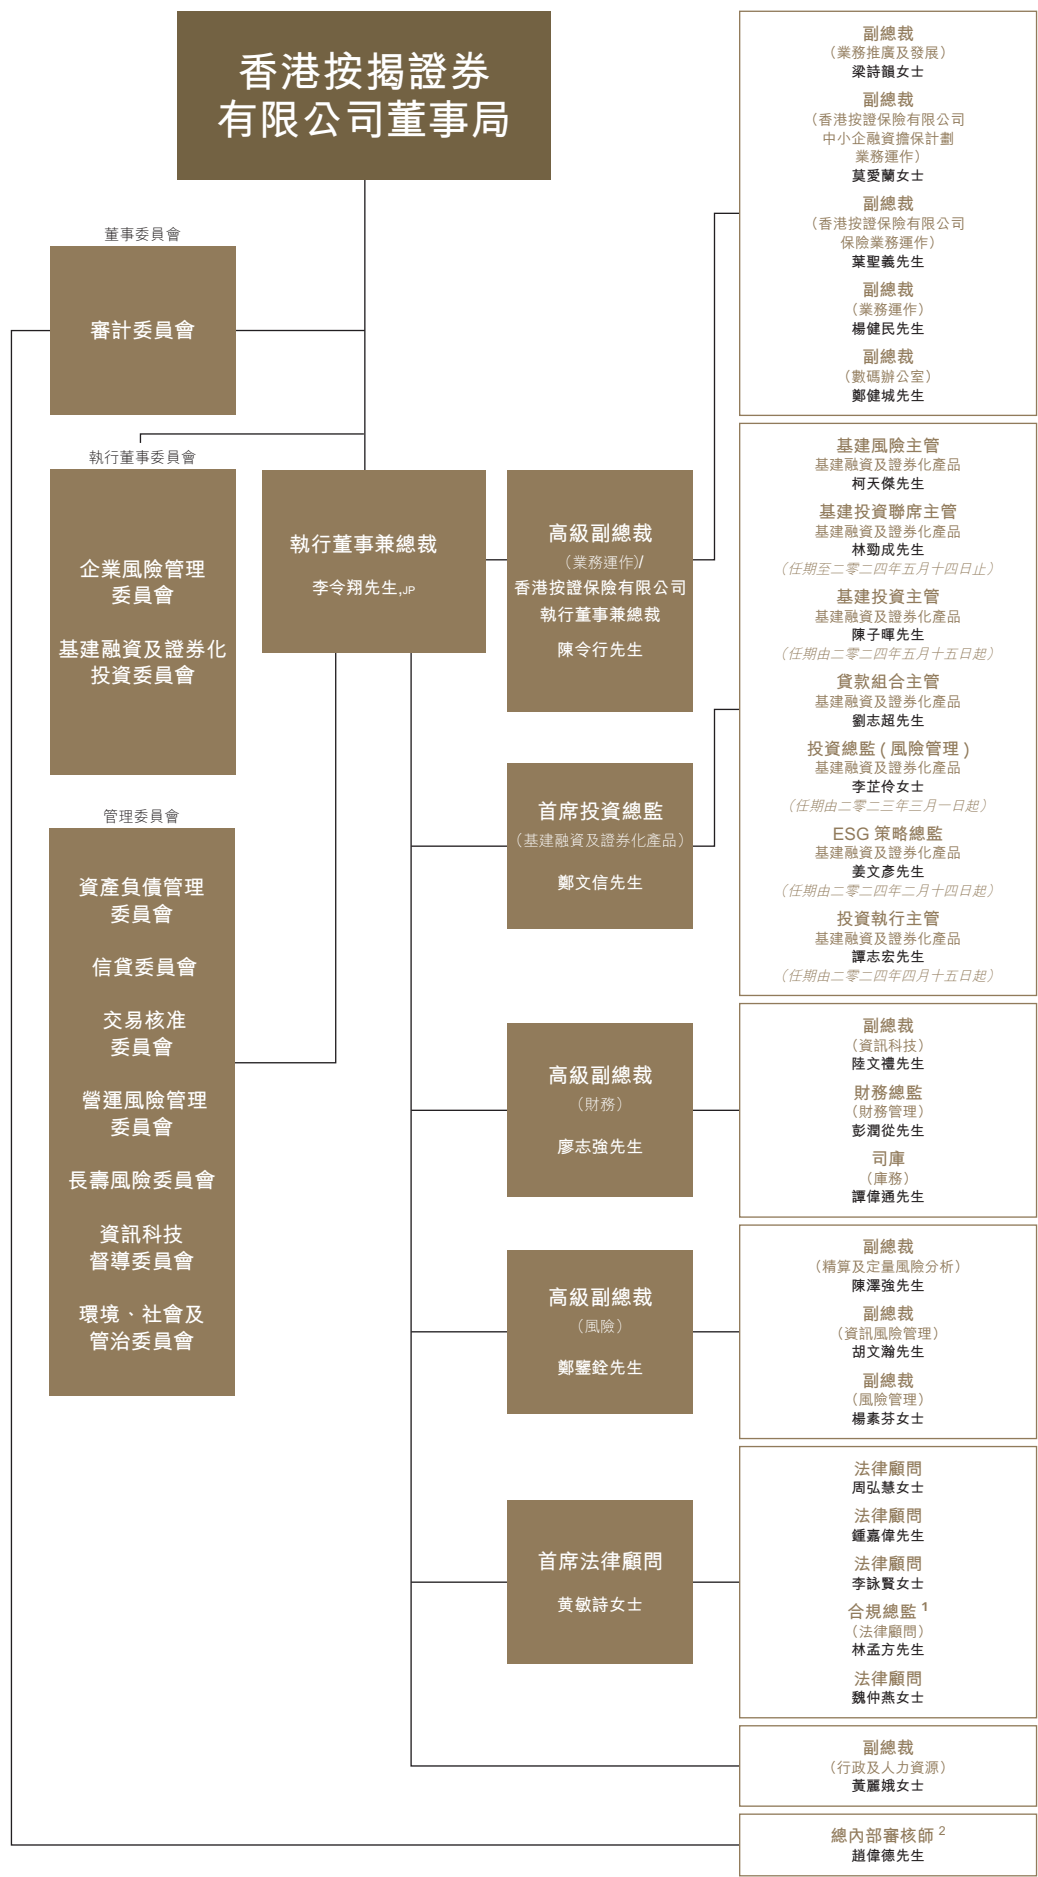 香港按揭證券
有限公司董事局
董事委員會
審計委員會
執行董事委員會
企業風險管理
委員會
基建融資及證券化
投資委員會
管理委員會
資產負債管理
委員會
信貸委員會
交易核准
委員會
營運風險管理
委員會
長壽風險委員會
資訊科技
督導委員會
環境、社會及
管治委員會
執行董事兼總裁
李令翔先生,JP
高級副總裁
（業務運作）/
香港按證保險有限公司
執行董事兼總裁
陳令行先生
首席投資總監
（基建融資及證券化產品）
鄭文信先生
高級副總裁
（財務）
廖志強先生
高級副總裁
（風險）
鄭鑒銓先生
首席法律顧問
黄敏詩女士
副總裁
（業務推廣及發展）
梁詩韻女士
副總裁
（香港按證保險有限公司
中小企融資擔保計劃
業務運作）
莫愛蘭女士
副總裁
（香港按證保險有限公司
保險業務運作）
葉聖義先生
副總裁
（業務運作）
楊健民先生
副總裁
（數碼辦公室）
鄭健城先生
基建風險主管
基建融資及證券化產品
柯天傑先生
基建投資聯席主管
基建融資及證券化產品
林勁成先生
（任期至二零二四年五月十四日止）
基建投資主管
基建融資及證券化產品
陳子暉先生
（任期由二零二四年五月十五日起）
貸款組合主管
基建融資及證券化產品
劉志超先生
投資總監 ( 風險管理 )
基建融資及證券化產品
李芷伶女士
（任期由二零二三年三月一日起）
ESG 策略總監
基建融資及證券化產品
姜文彥先生
（任期由二零二四年二月十四日起）
投資執行主管
基建融資及證券化產品
譚志宏先生
（任期由二零二四年四月十五日起）
副總裁
（資訊科技）
陸文禮先生
財務總監
（財務管理）
彭潤從先生
司庫
（庫務）
譚偉通先生
副總裁
（精算及定量風險分析）
陳澤強先生
副總裁
（資訊風險管理）
胡文瀚先生
副總裁
（風險管理）
楊素芬女士
法律顧問
周弘慧女士
法律顧問
鍾嘉偉先生
法律顧問
李詠賢女士
合規總監 1
（法律顧問）
林孟方先生
法律顧問
魏仲燕女士
副總裁
（行政及人力資源）
黃麗娥女士
總內部審核師 2
趙偉德先生